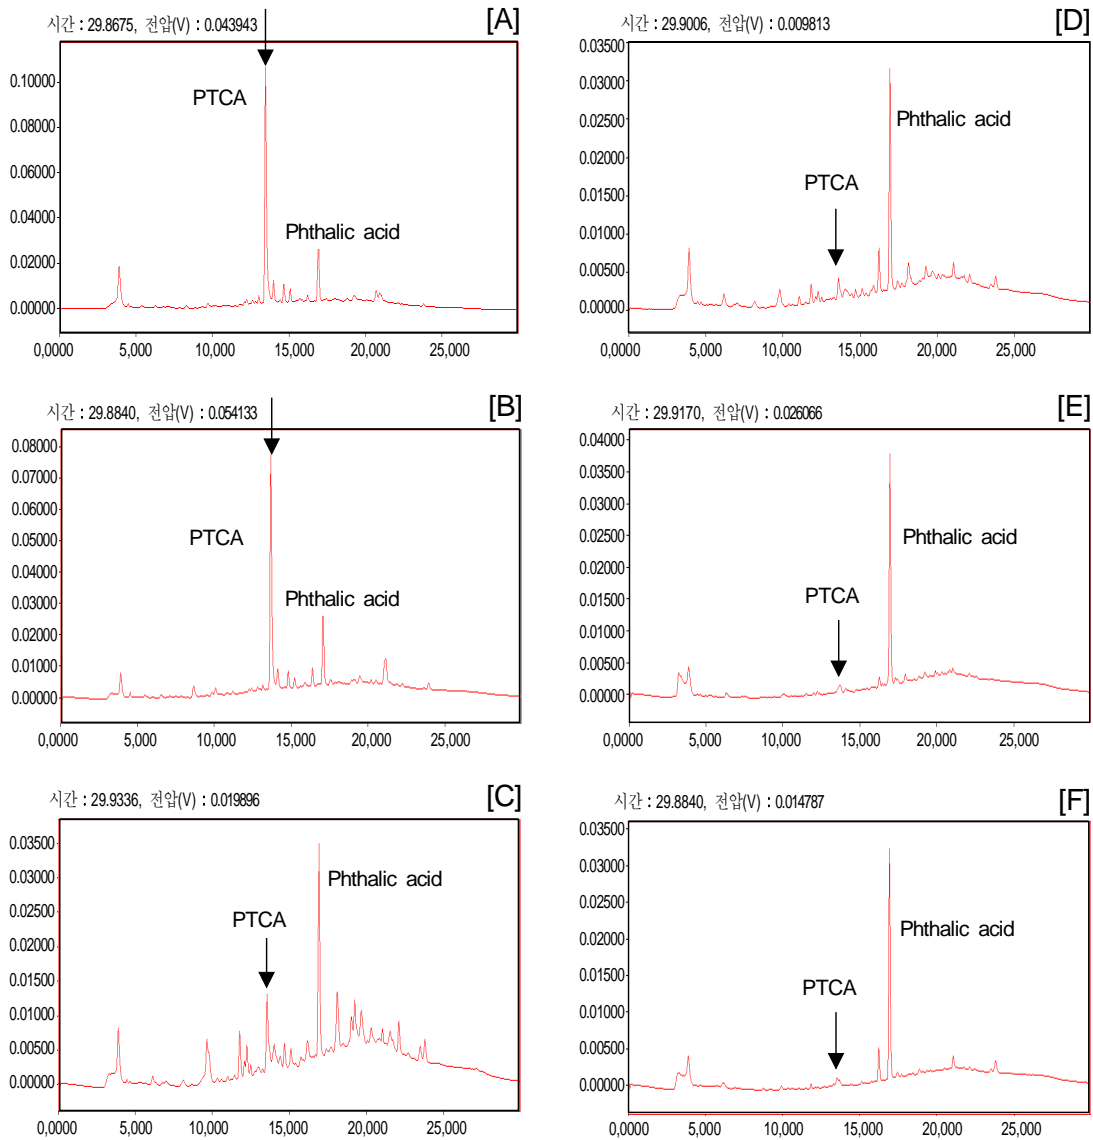 시간 : 29.8675, 전압(V) : 0.043943
[A]
0.10000
0.08000
0.06000
0.04000
0.02000
0.00000
PTCA
Phthalic acid
0,0000 5,000 10,000 15,000 20,000 25,000
시간 : 29.9006, 전압(V) : 0.009813
[D]
0.03500
0.03000
0.02500
0.02000
0.01500
0.01000
0.00500
0.00000
Phthalic acid
PTCA
0,0000 5,000 10,000 15,000 20,000 25,000
시간 : 29.8840, 전압(V) : 0.054133
[B]
0.08000
0.07000
0.06000
0.05000
0.04000
0.03000
0.02000
0.01000
0.00000
PTCA
Phthalic acid
0,0000 5,000 10,000 15,000 20,000 25,000
시간 : 29.9170, 전압(V) : 0.026066
[E]
0.04000
0.03500
0.03000
0.02500
0.02000
0.01500
0.01000
0.00500
0.00000
Phthalic acid
PTCA
0,0000 5,000 10,000 15,000 20,000 25,000
시간 : 29.9336, 전압(V) : 0.019896
[C]
0.03500
0.03000
0.02500
0.02000
0.01500
0.01000
0.00500
0.00000
Phthalic acid
PTCA
0,0000 5,000 10,000 15,000 20,000 25,000
시간 : 29.8840, 전압(V) : 0.014787
[F]
0.03500
0.03000
0.02500
0.02000
0.01500
0.01000
0.00500
0.00000
Phthalic acid
PTCA
0,0000 5,000 10,000 15,000 20,000 25,000